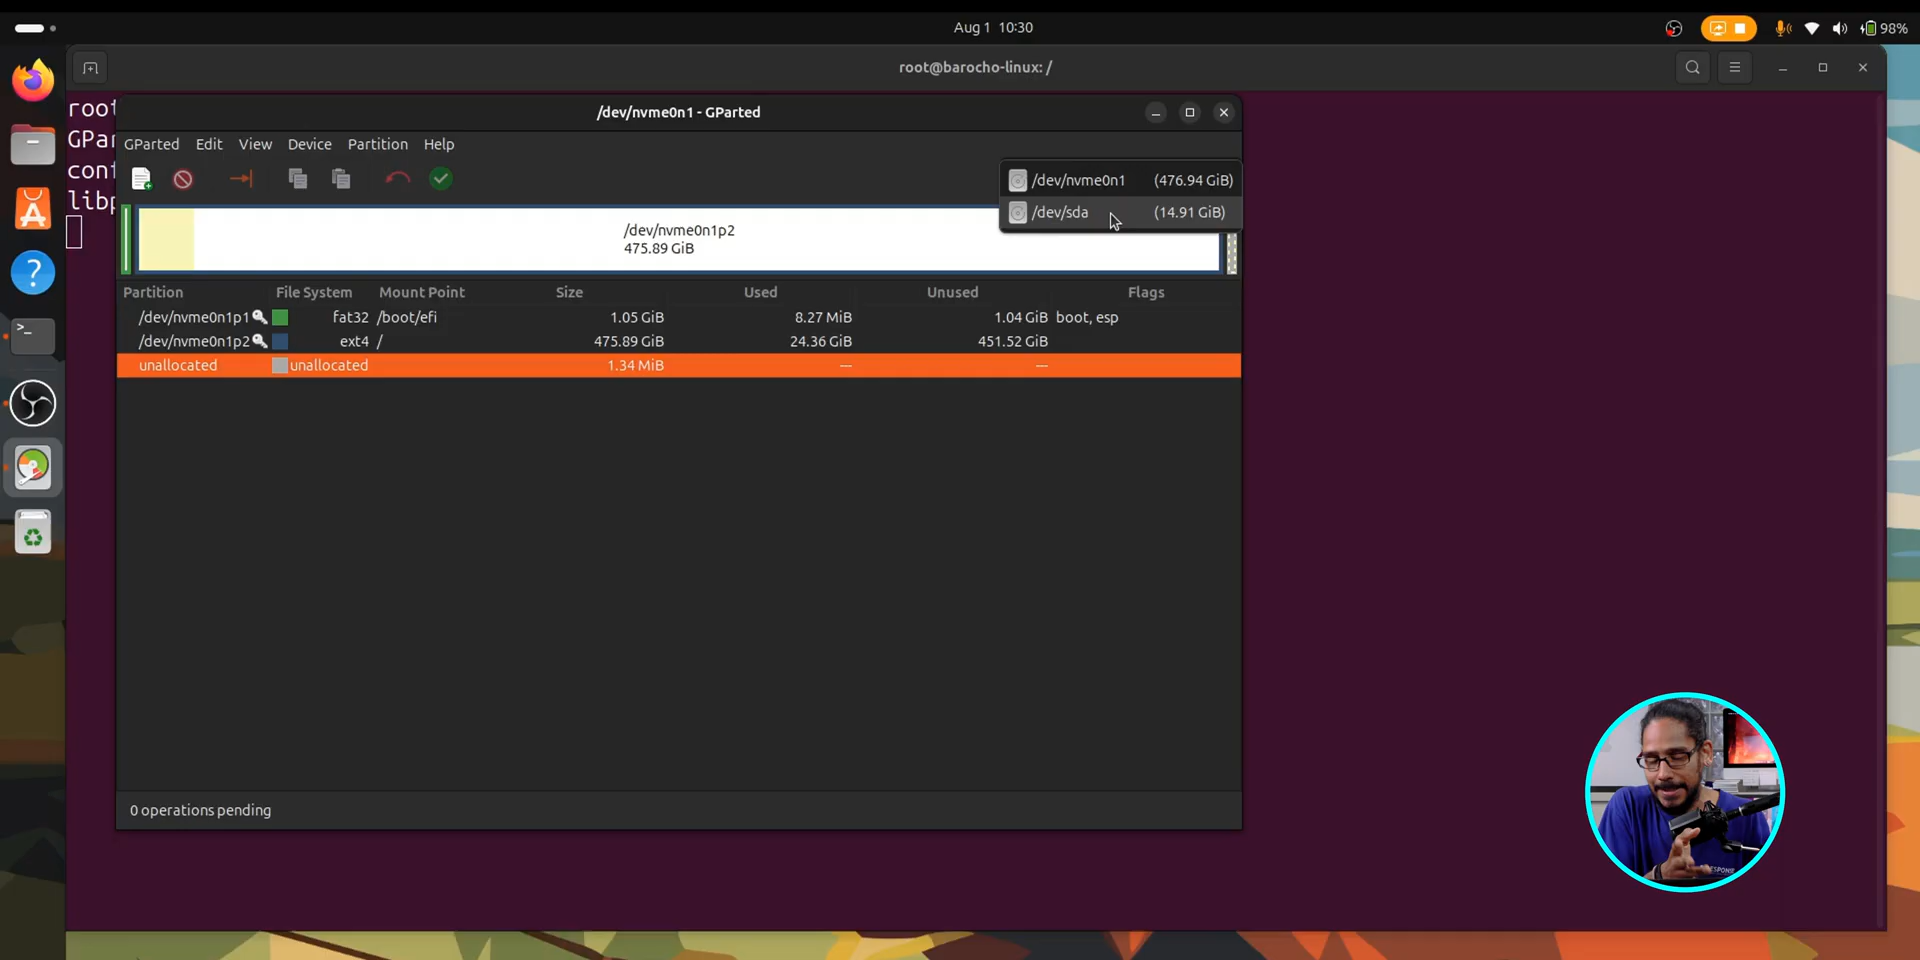 Aug 1 10:30
98%
root@barocho-linux: /
root
GPar
conf
libp
/dev/nvme0n1 - GParted
GParted Edit View Device Partition Help
/dev/nvme0n1 (476.94 GiB)
/dev/sda (14.91 GiB)
/dev/nvme0n1p2
475.89 GiB
Partition File System Mount Point Size Used Unused Flags
/dev/nvme0n1p1 fat32 /boot/efi 1.05 GiB 8.27 MiB 1.04 GiB boot, esp
/dev/nvme0n1p2 ext4 / 475.89 GiB 24.36 GiB 451.52 GiB
unallocated unallocated 1.34 MiB — —
0 operations pending